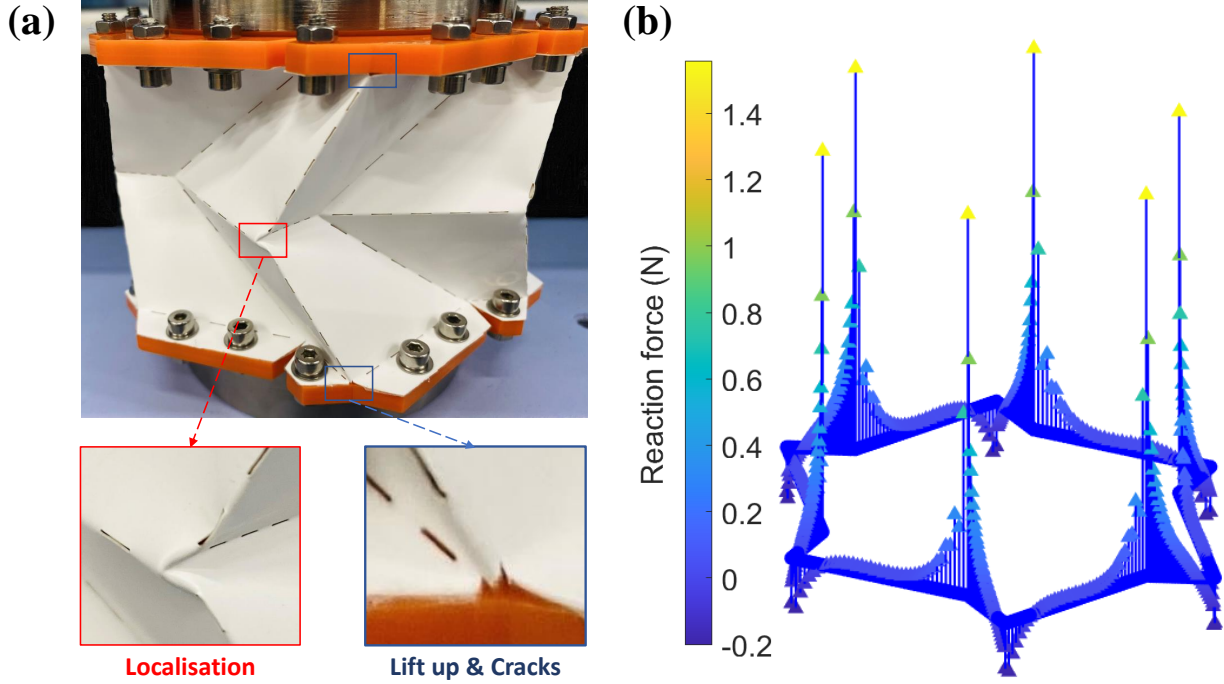 (a)
(b)
Localisation
Lift up & Cracks
Reaction force (N)
1.4
1.2
1
0.8
0.6
0.4
0.2
0
-0.2